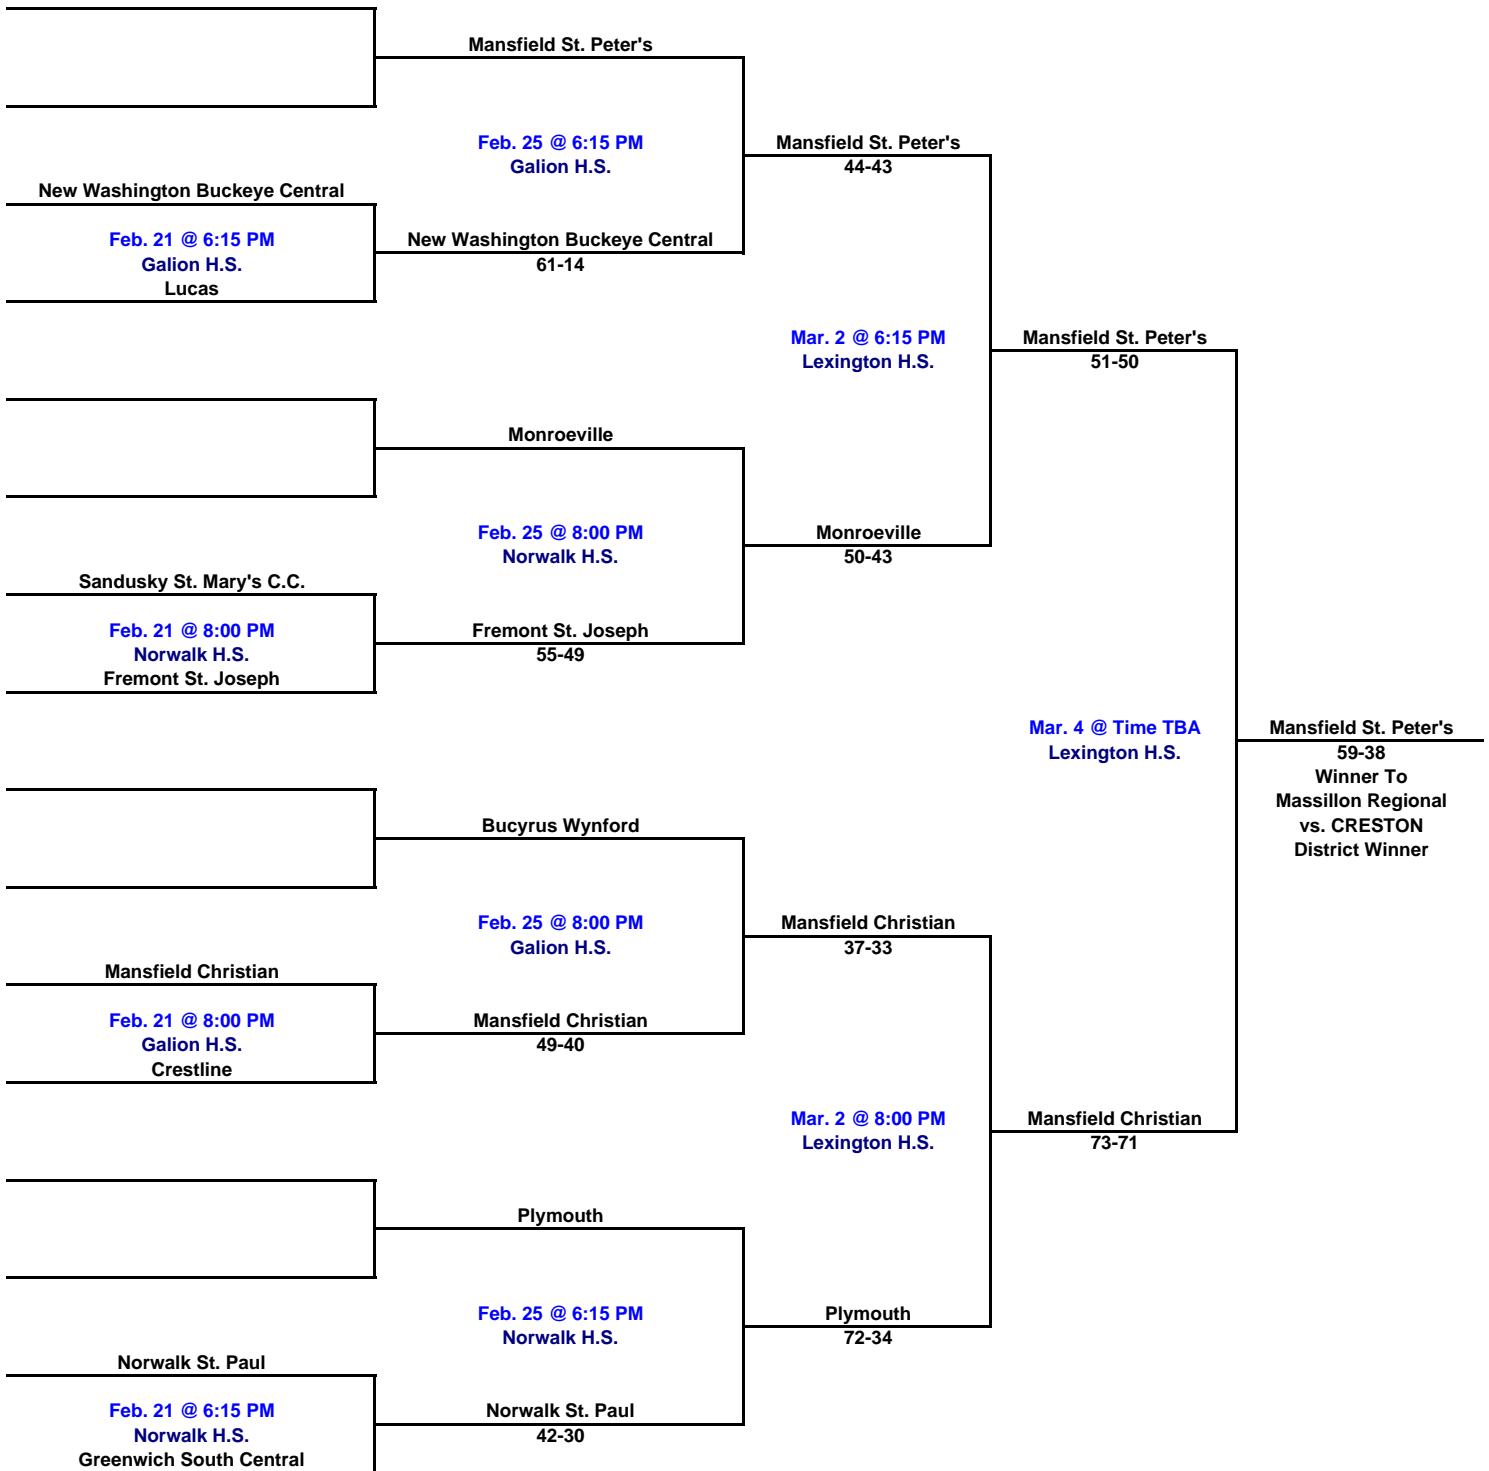 Mansfield St. Peter's
Feb. 25 @ 6:15 PM
Galion H.S.
Mansfield St. Peter's
44-43
New Washington Buckeye Central
Feb. 21 @ 6:15 PM
Galion H.S.
Lucas
New Washington Buckeye Central
61-14
Mar. 2 @ 6:15 PM
Lexington H.S.
Mansfield St. Peter's
51-50
Monroeville
Feb. 25 @ 8:00 PM
Norwalk H.S.
Monroeville
50-43
Sandusky St. Mary's C.C.
Feb. 21 @ 8:00 PM
Norwalk H.S.
Fremont St. Joseph
Fremont St. Joseph
55-49
Mar. 4 @ Time TBA
Lexington H.S.
Mansfield St. Peter's
59-38
Winner To
Massillon Regional
vs. CRESTON
District Winner
Bucyrus Wynford
Feb. 25 @ 8:00 PM
Galion H.S.
Mansfield Christian
37-33
Mansfield Christian
Feb. 21 @ 8:00 PM
Galion H.S.
Crestline
Mansfield Christian
49-40
Mar. 2 @ 8:00 PM
Lexington H.S.
Mansfield Christian
73-71
Plymouth
Feb. 25 @ 6:15 PM
Norwalk H.S.
Plymouth
72-34
Norwalk St. Paul
Feb. 21 @ 6:15 PM
Norwalk H.S.
Greenwich South Central
Norwalk St. Paul
42-30